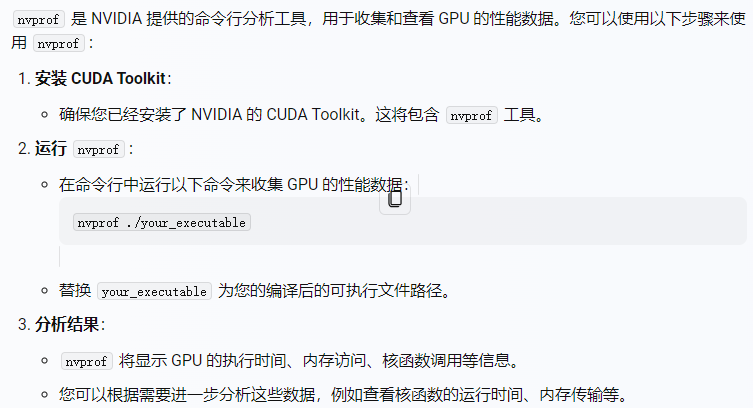 nvprof 是 NVIDIA 提供的命令行分析工具，用于收集和查看 GPU 的性能数据。您可以使用以下步骤来使
用 nvprof：
1. 安装 CUDA Toolkit：
确保您已经安装了 NVIDIA 的 CUDA Toolkit。这将包含 nvprof 工具。
2. 运行 nvprof：
在命令行中运行以下命令来收集 GPU 的性能数据：
nvprof ./your_executable
替换 your_executable 为您的编译后的可执行文件路径。
3. 分析结果：
nvprof 将显示 GPU 的执行时间、内存访问、核函数调用等信息。
您可以根据需要进一步分析这些数据，例如查看核函数的运行时间、内存传输等。